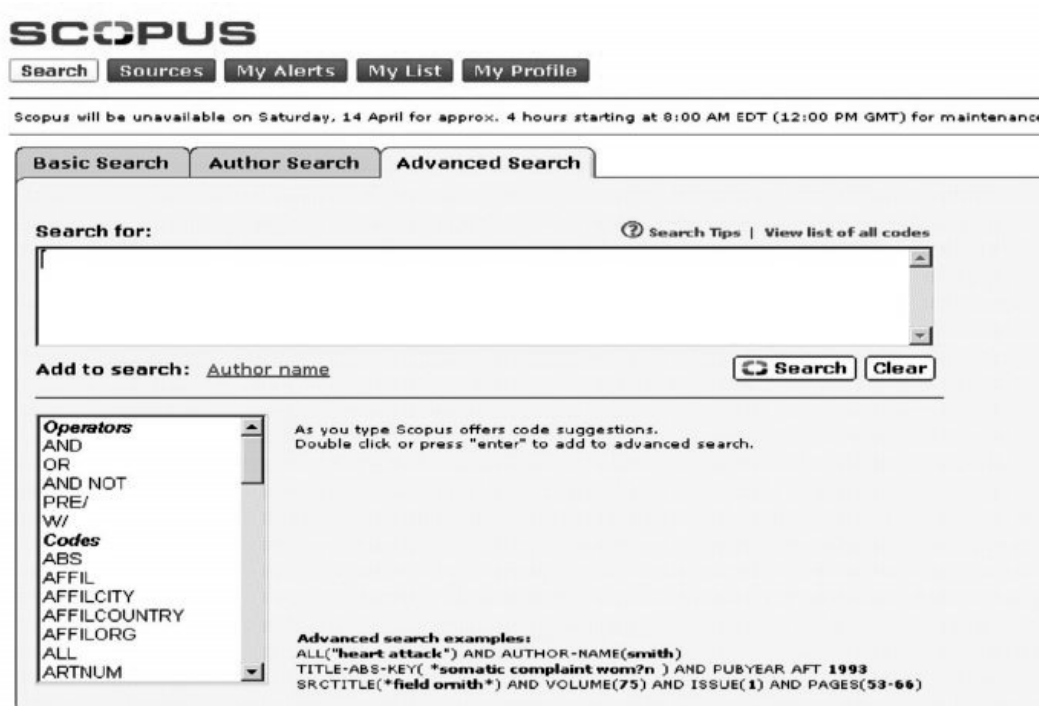 SCOPUS
Search Sources My Alerts My List My Profile
Scopus will be unavailable on Saturday, 14 April for approx. 4 hours starting at 8:00 AM EDT (12:00 PM GMT) for maintenance
Basic Search Author Search Advanced Search
Search for: ? Search Tips | View list of all codes
Add to search: Author name Search Clear
Operators
AND
OR
AND NOT
PRE/
W/
Codes
ABS
AFFIL
AFFILCITY
AFFILCOUNTRY
AFFILORG
ALL
ARTNUM
As you type Scopus offers code suggestions.
Double click or press "enter" to add to advanced search.
Advanced search examples:
ALL("heart attack") AND AUTHOR-NAME(smith)
TITLE-ABS-KEY( *somatic complaint wom?n ) AND PUBYEAR AFT 1993
SRCTITLE(*field ornith*) AND VOLUME(75) AND ISSUE(1) AND PAGES(53-66)